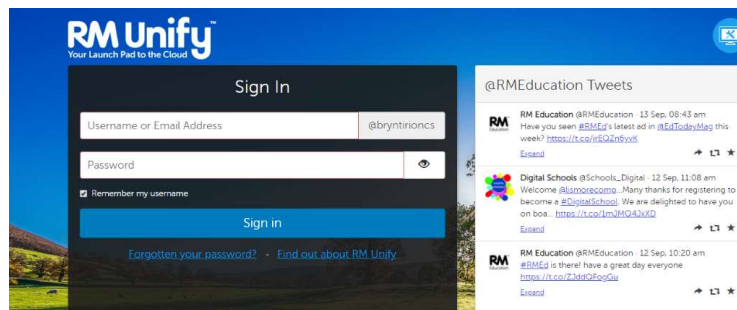 RM Unify™
Your Launch Pad to the Cloud
Sign In
Username or Email Address
@bryntirioncs
Password
Remember my username
Sign in
Forgotten your password? - Find out about RM Unify
@RMEducation Tweets
RM Education @RMEducation · 13 Sep, 08:43 am
Have you seen #RMEd's latest ad in @EdTodayMag this
week? https://t.co/jrEQZn6yvK
Expand
Digital Schools @Schools_Digital · 12 Sep, 11:08 am
Welcome @lismorecomp...Many thanks for registering to
become a #DigitalSchool. We are delighted to have you
on boa... https://t.co/1mJMQ4JxXD
Expand
RM Education @RMEducation · 12 Sep, 10:20 am
#RMEd is there! have a great day everyone
https://t.co/ZJddQFogGu
Expand